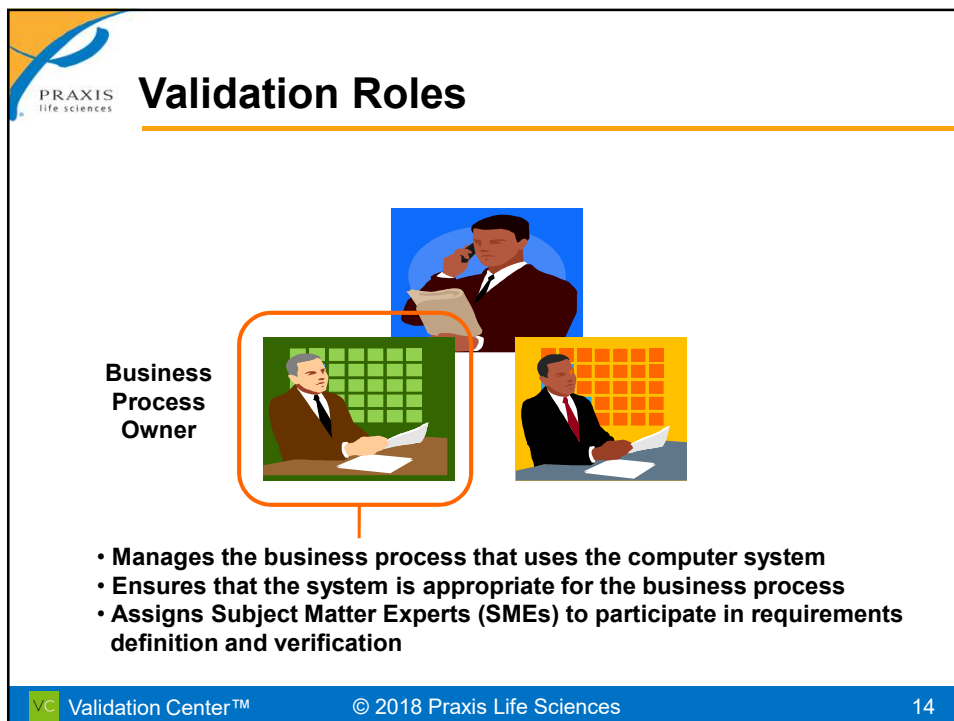 PRAXIS
life sciences
Validation Roles
Business
Process
Owner
• Manages the business process that uses the computer system
• Ensures that the system is appropriate for the business process
• Assigns Subject Matter Experts (SMEs) to participate in requirements
definition and verification
VC Validation Center™ © 2018 Praxis Life Sciences 14